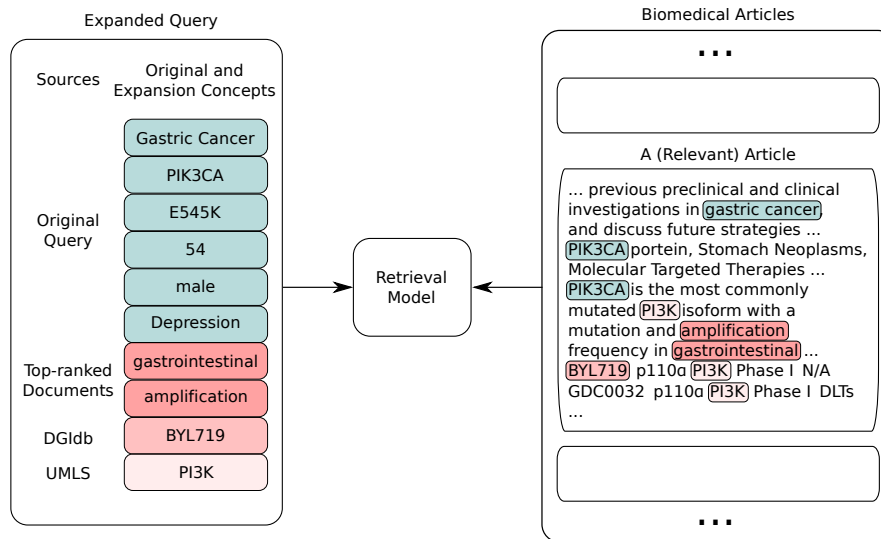 Expanded Query
Sources
Original and
Expansion Concepts
Original
Query
Gastric Cancer
PIK3CA
E545K
54
male
Depression
Top-ranked
Documents
gastrointestinal
amplification
DGIdb
BYL719
UMLS
PI3K
Retrieval
Model
Biomedical Articles
...
A (Relevant) Article
... previous preclinical and clinical
investigations in gastric cancer,
and discuss future strategies ...
PIK3CA portein, Stomach Neoplasms,
Molecular Targeted Therapies ...
PIK3CA is the most commonly
mutated PI3K isoform with a
mutation and amplification
frequency in gastrointestinal ...
BYL719 p110α PI3K Phase I N/A
GDC0032 p110α PI3K Phase I DLTs
...
...